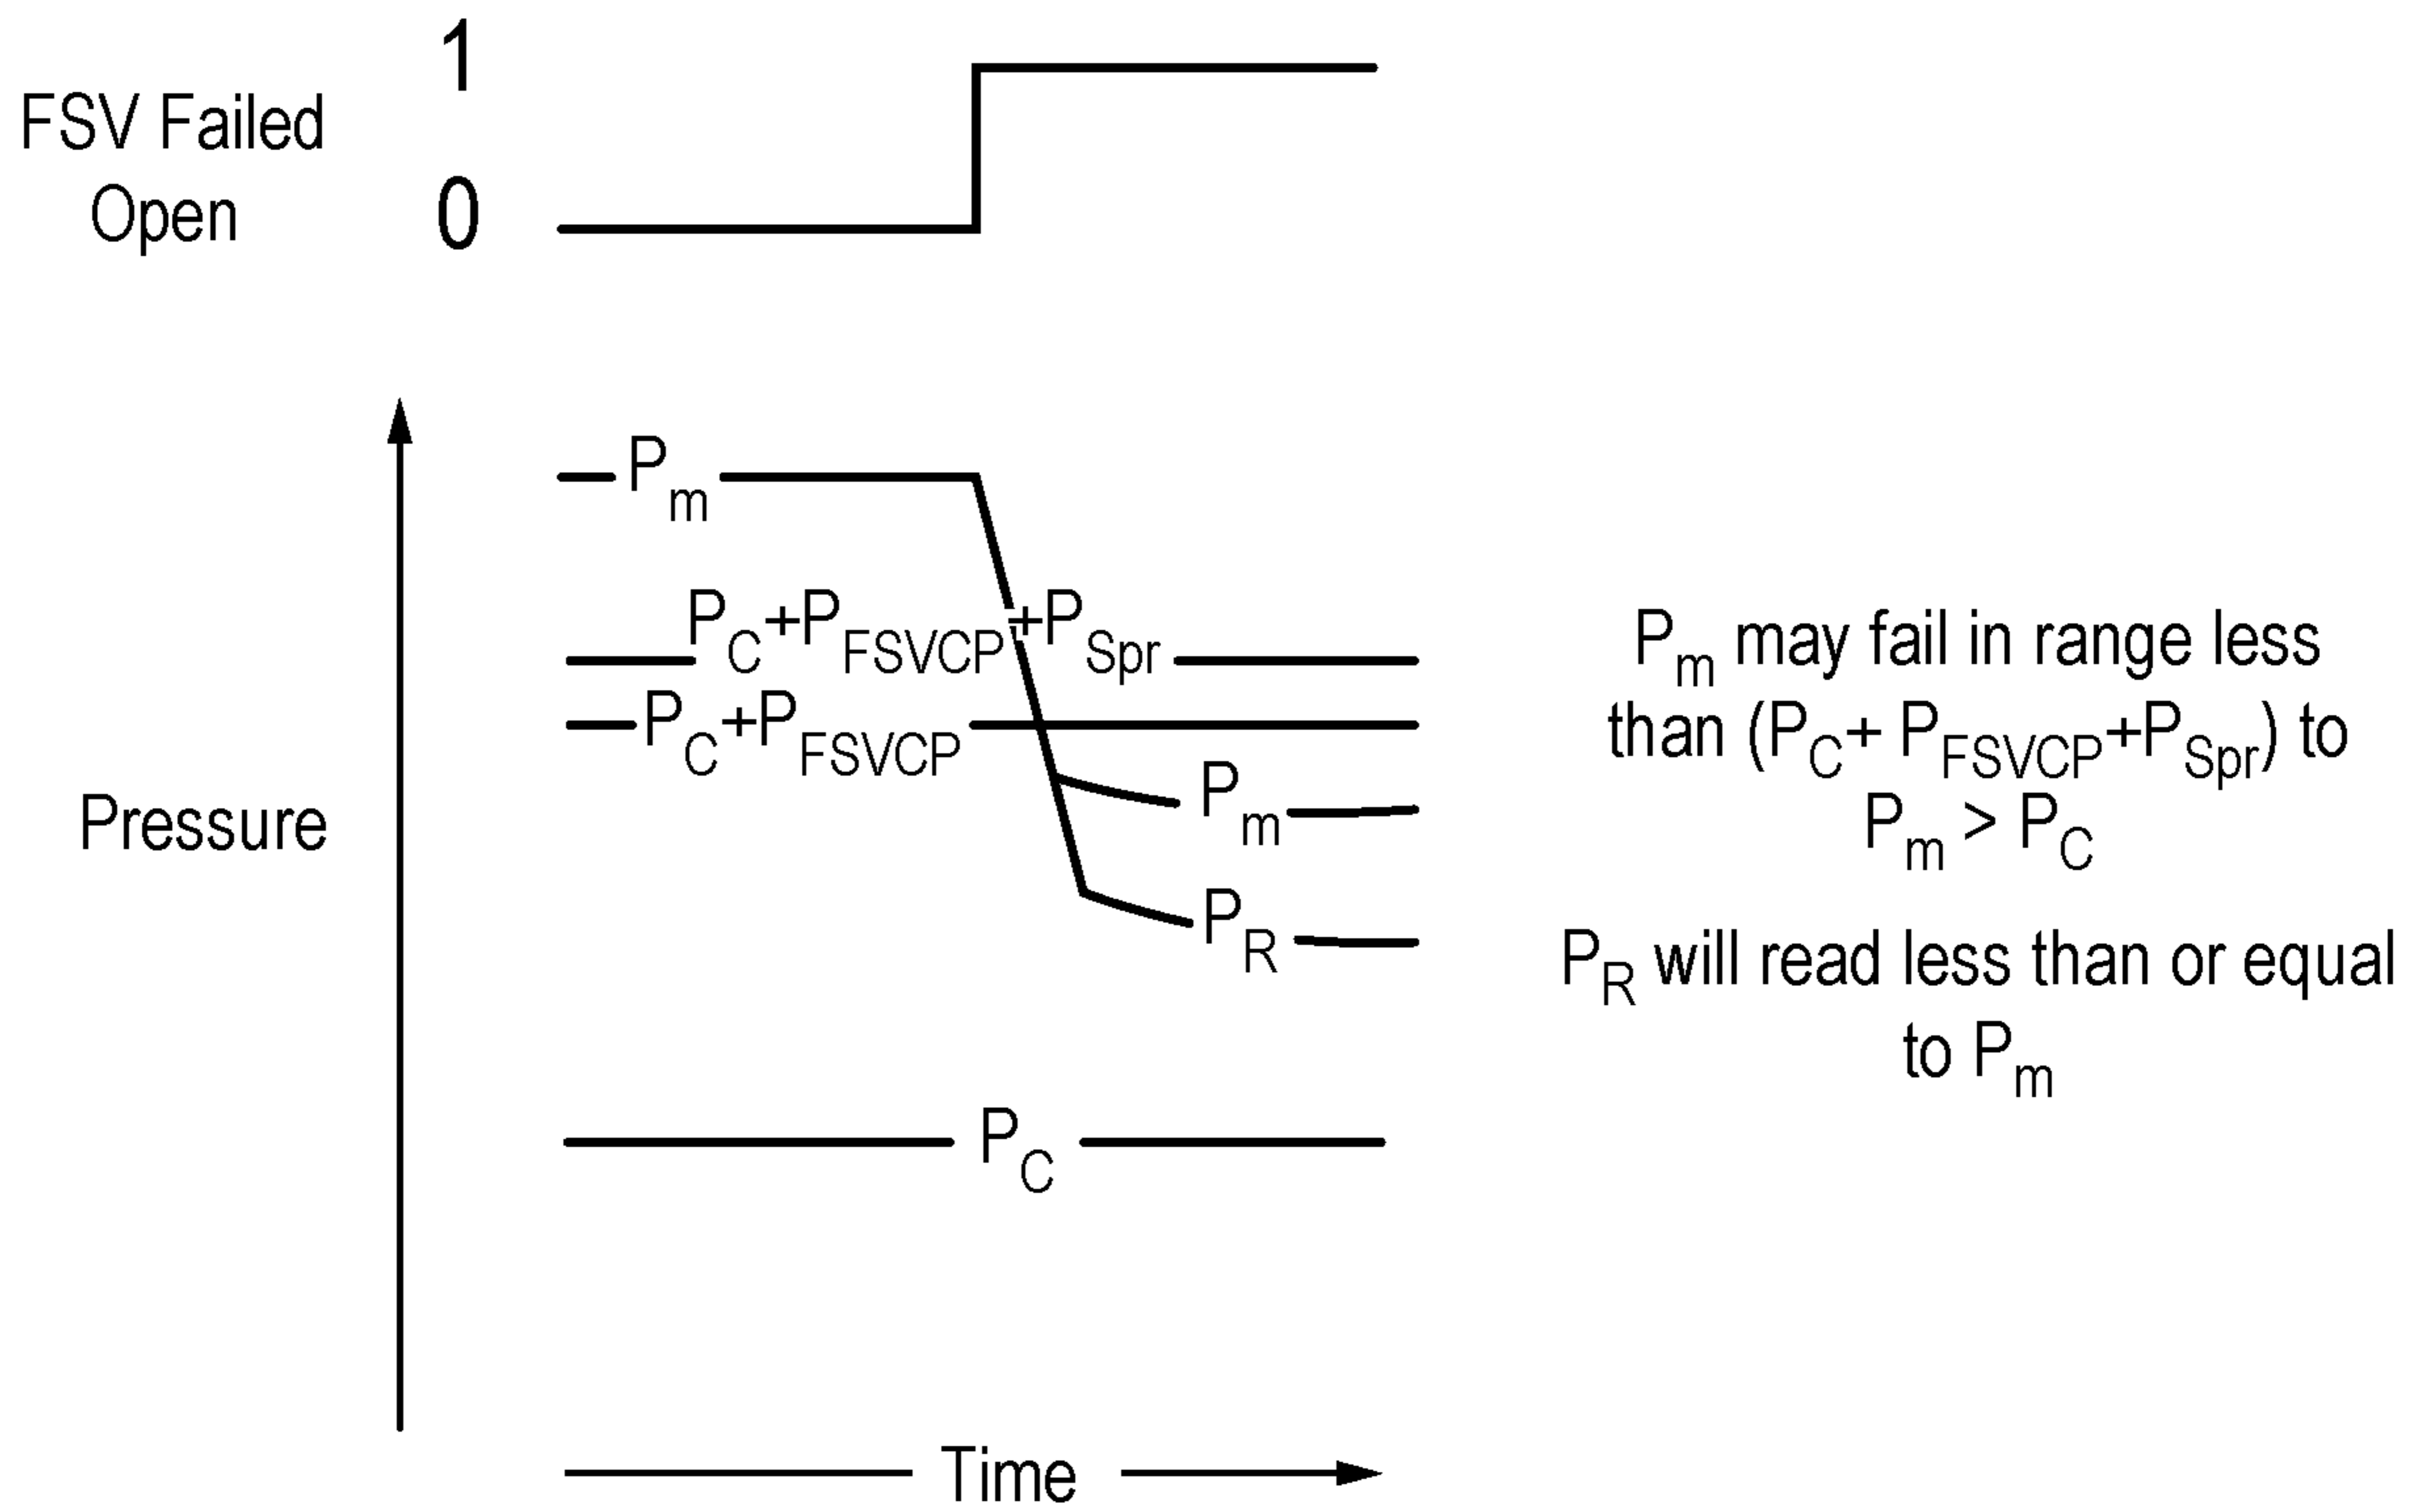 1
FSV Failed
Open
0
Pm
PC+PFSVCP+PSpr
PC+PFSVCP
Pm
PR
Pressure
PC
Time
Pm may fail in range less
than (PC+ PFSVCP+PSpr) to
Pm > PC
PR will read less than or equal
to Pm